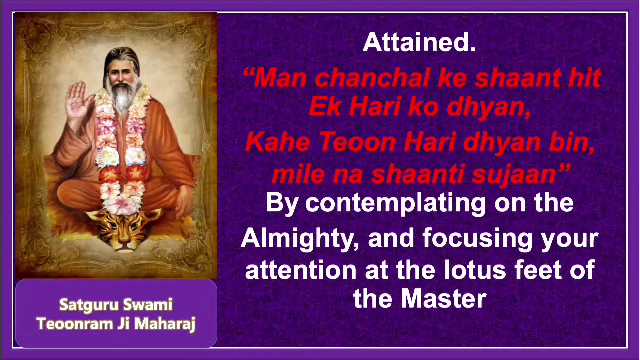 Attained.
“Man chanchal ke shaant hit
Ek Hari ko dhyan,
Kahe Teoon Hari dhyan bin,
mile na shaanti sujaan”
By contemplating on the
Almighty, and focusing your
attention at the lotus feet of
the Master
Satguru Swami
Teoonram Ji Maharaj